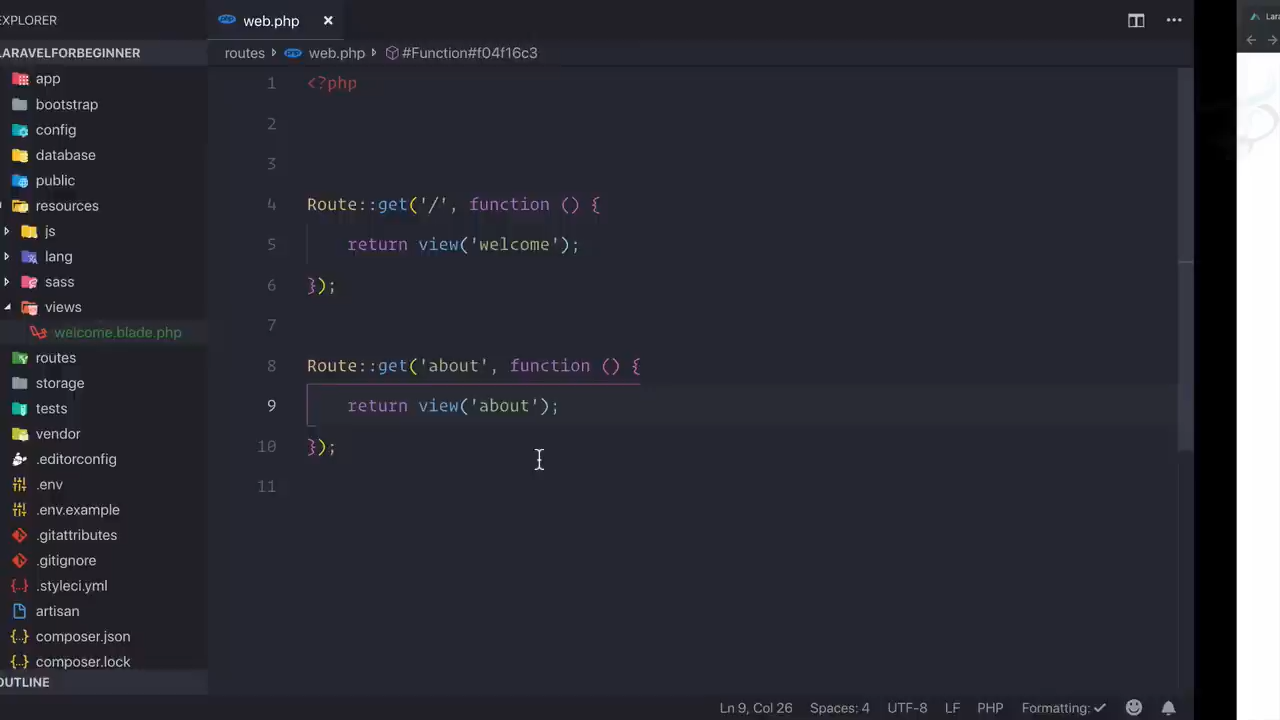 EXPLORER
LARAVELFORBEGINNER
app
bootstrap
config
database
public
resources
js
lang
sass
views
welcome.blade.php
routes
storage
tests
vendor
.editorconfig
.env
.env.example
.gitattributes
.gitignore
.styleci.yml
artisan
composer.json
composer.lock
OUTLINE
web.php
routes web.php #Function#f04f16c3
1 <?php
2
3
4 Route::get('/', function () {
5 return view('welcome');
6 });
7
8 Route::get('about', function () {
9 return view('about');
10 });
11
Ln 9, Col 26 Spaces: 4 UTF-8 LF PHP Formatting: ✓
Lara